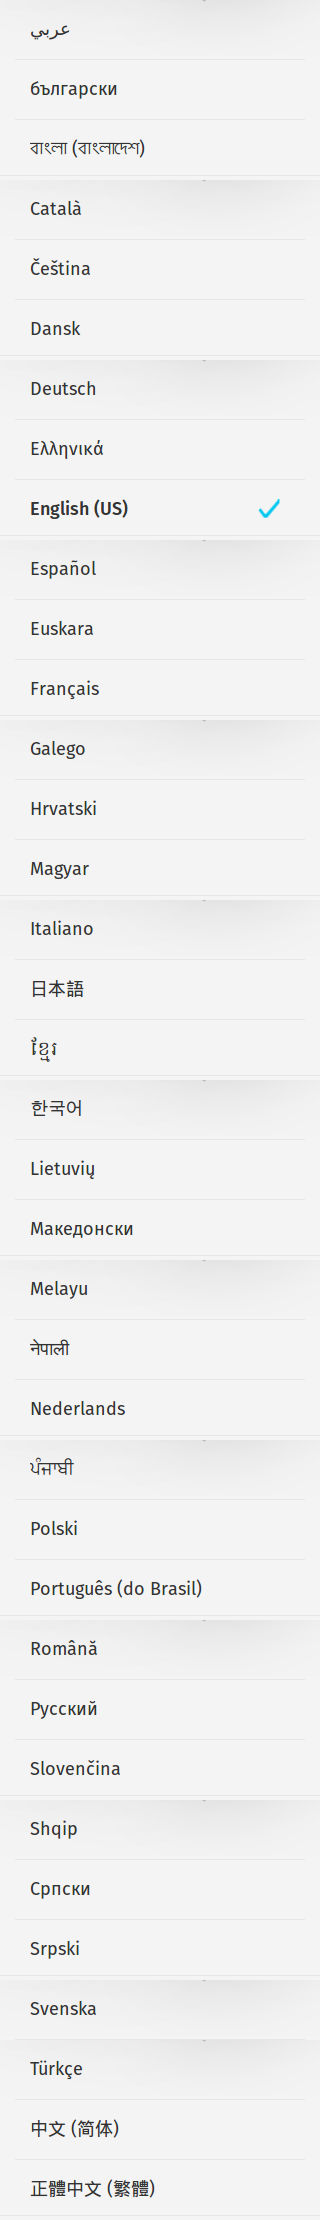 عربي
български
বাংলা (বাংলাদেশ)
Català
Čeština
Dansk
Deutsch
Ελληνικά
English (US)
Español
Euskara
Français
Galego
Hrvatski
Magyar
Italiano
日本語
ខ្មែរ
한국어
Lietuvių
Македонски
Melayu
नेपाली
Nederlands
ਪੰਜਾਬੀ
Polski
Português (do Brasil)
Română
Русский
Slovenčina
Shqip
Српски
Srpski
Svenska
Türkçe
中文 (简体)
正體中文 (繁體)